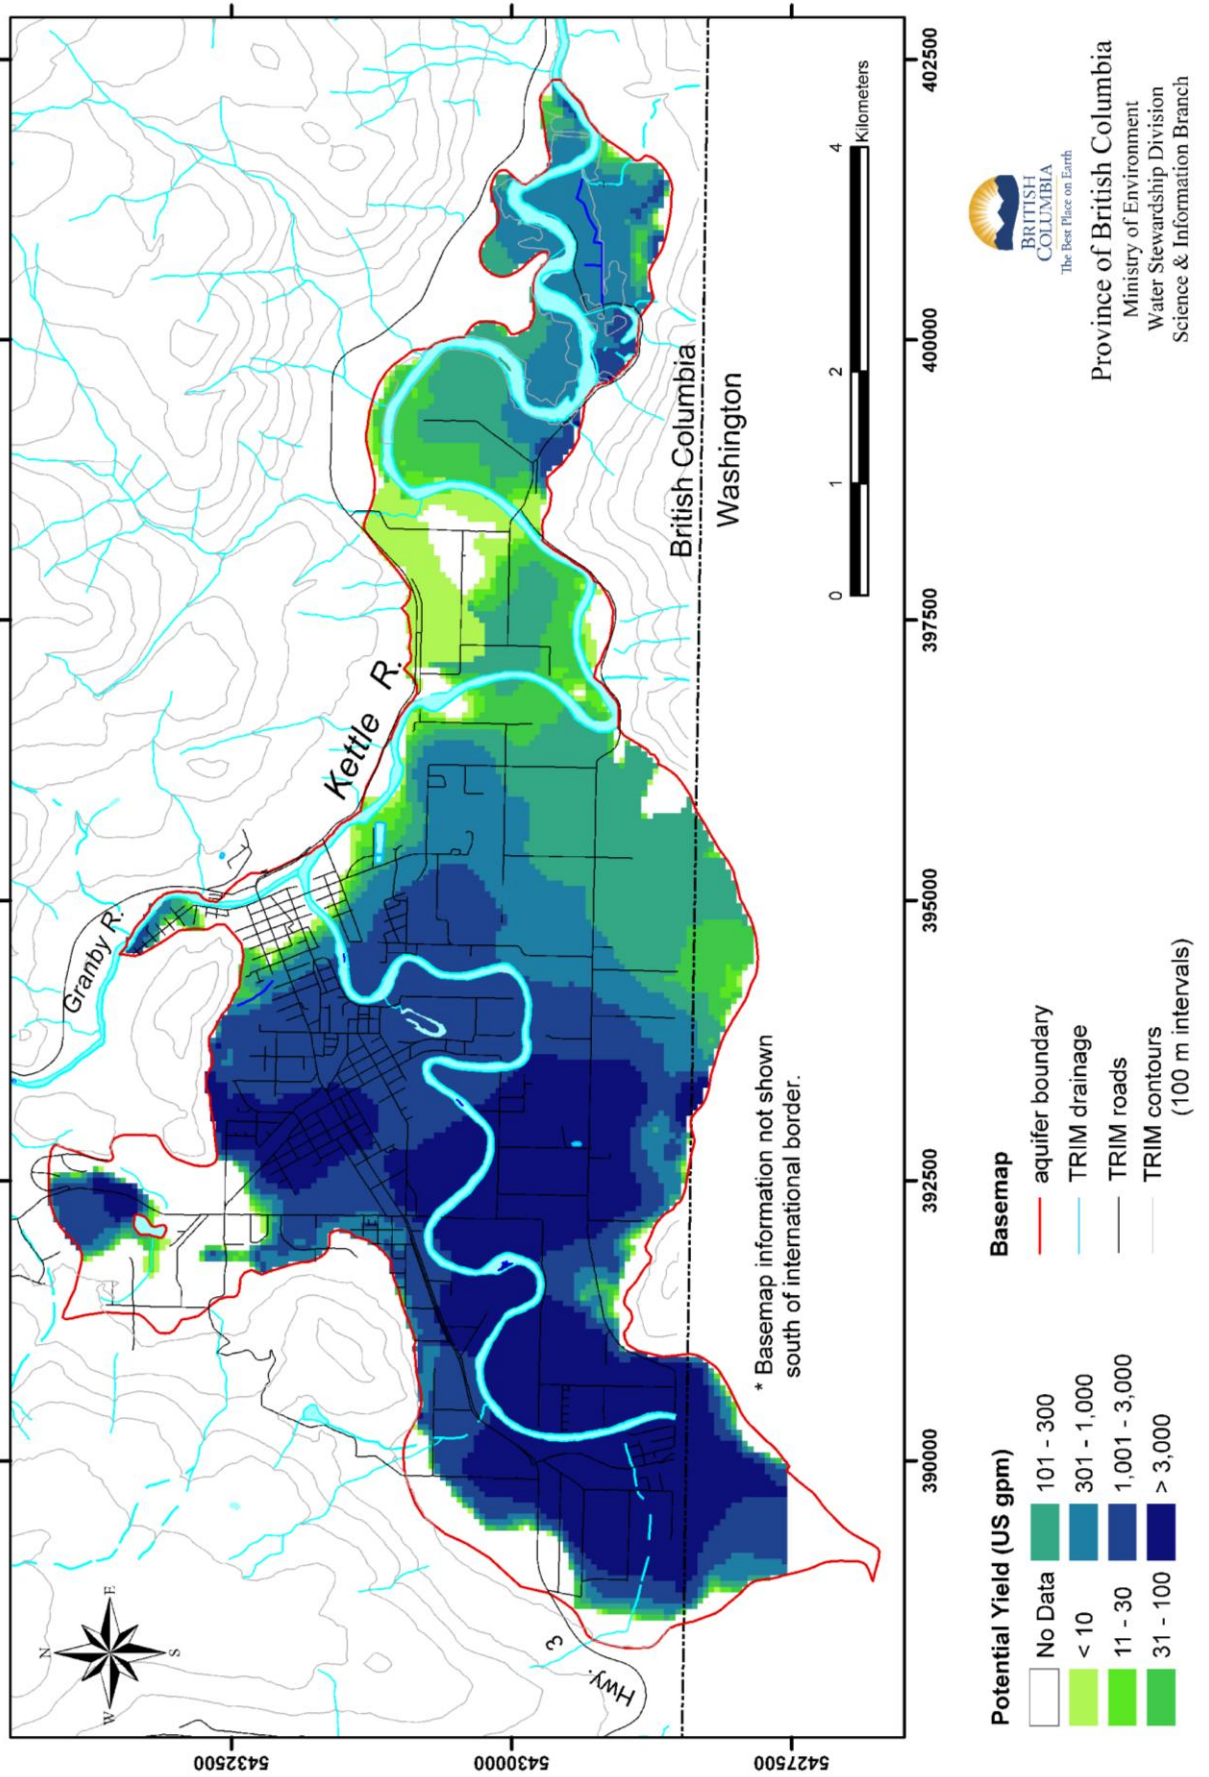 Granby R.
Kettle R.
British Columbia
Washington
Hwy. 3
* Basemap information not shown
south of international border.
N
E
S
W
0
1
2
4
Kilometers
5432500
5430000
5427500
390000
392500
395000
397500
400000
402500
Potential Yield (US gpm)
No Data
< 10
11 - 30
31 - 100
101 - 300
301 - 1,000
1,001 - 3,000
> 3,000
Basemap
aquifer boundary
TRIM drainage
TRIM roads
TRIM contours
(100 m intervals)
BRITISH
COLUMBIA
The Best Place on Earth
Province of British Columbia
Ministry of Environment
Water Stewardship Division
Science & Information Branch